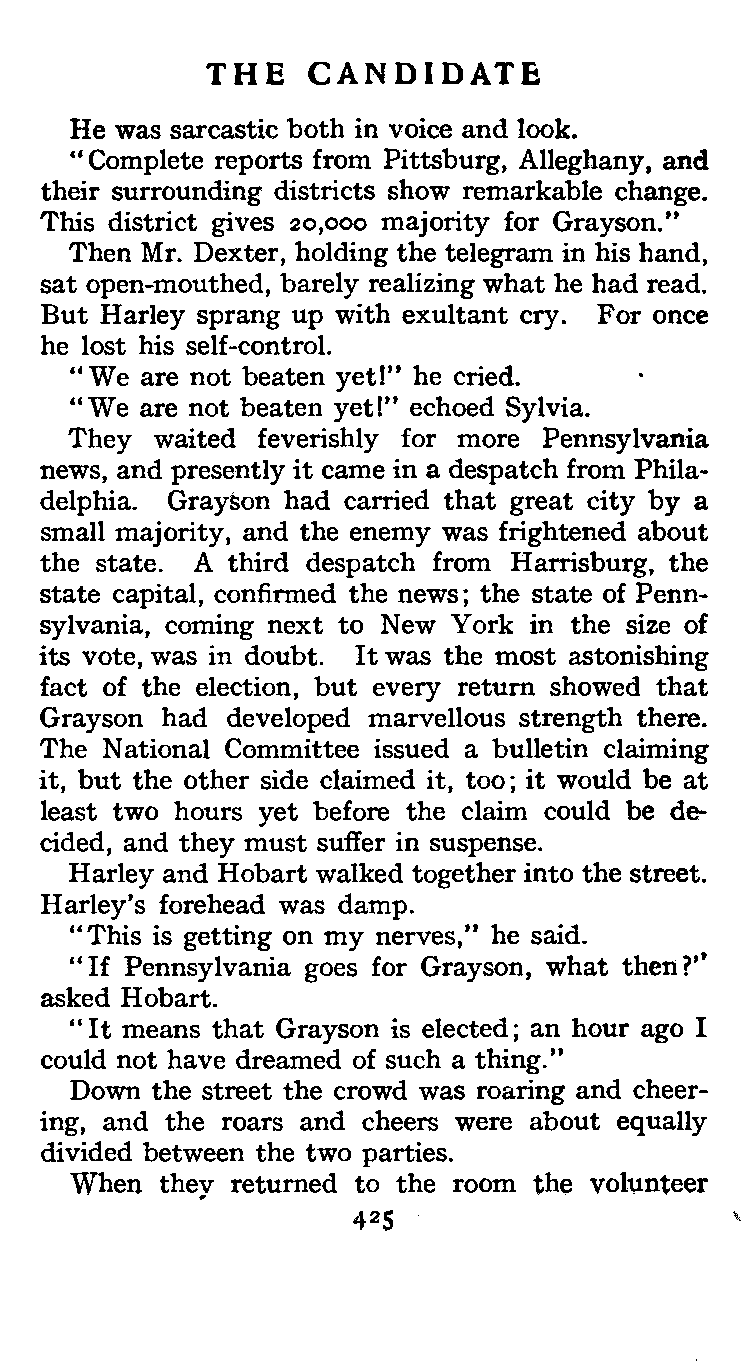 THE CANDIDATE
He was sarcastic both in voice and look.
"Complete reports from Pittsburg, Alleghany, and
their surrounding districts show remarkable change.
This district gives 20,000 majority for Grayson."
Then Mr. Dexter, holding the telegram in his hand,
sat open-mouthed, barely realizing what he had read.
But Harley sprang up with exultant cry. For once
he lost his self-control.
"We are not beaten yet!" he cried.
"We are not beaten yet!" echoed Sylvia.
They waited feverishly for more Pennsylvania
news, and presently it came in a despatch from Phila-
delphia. Grayson had carried that great city by a
small majority, and the enemy was frightened about
the state. A third despatch from Harrisburg, the
state capital, confirmed the news; the state of Penn-
sylvania, coming next to New York in the size of
its vote, was in doubt. It was the most astonishing
fact of the election, but every return showed that
Grayson had developed marvellous strength there.
The National Committee issued a bulletin claiming
it, but the other side claimed it, too; it would be at
least two hours yet before the claim could be de-
cided, and they must suffer in suspense.
Harley and Hobart walked together into the street.
Harley's forehead was damp.
"This is getting on my nerves," he said.
"If Pennsylvania goes for Grayson, what then?"
asked Hobart.
"It means that Grayson is elected; an hour ago I
could not have dreamed of such a thing."
Down the street the crowd was roaring and cheer-
ing, and the roars and cheers were about equally
divided between the two parties.
When they returned to the room the volunteer
425